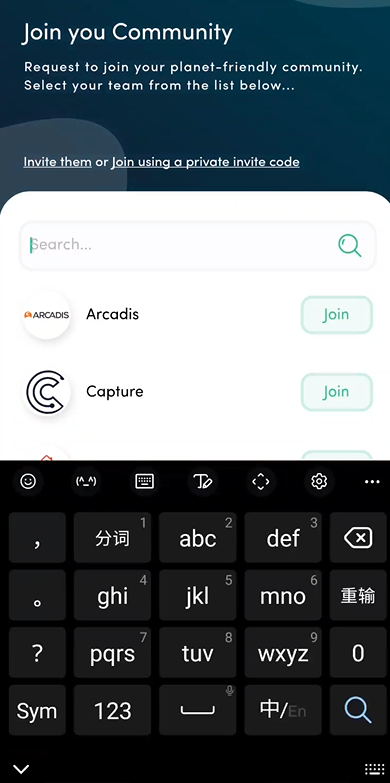 Join you Community
Request to join your planet-friendly community.
Select your team from the list below...
Invite them or Join using a private invite code
Search...
ARCADIS Arcadis Join
Capture Join
(^_^)
, 分词 1 abc 2 def 3
。 ghi 4 jkl 5 mno 6 重输
? pqrs 7 tuv 8 wxyz 9 0
Sym 123 中/En